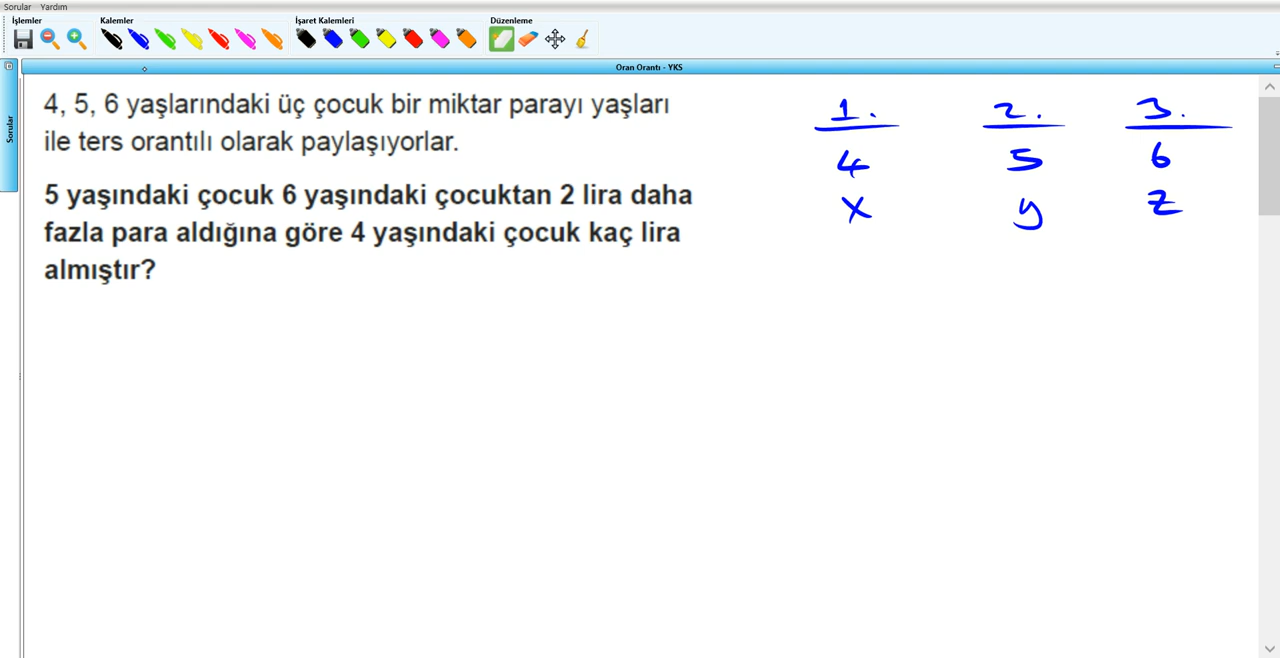 Sorular Yardım
İşlemler Kalemler İşaret Kalemleri Düzenleme
Oran Orantı - YKS
Sorular
4, 5, 6 yaşlarındaki üç çocuk bir miktar parayı yaşları
ile ters orantılı olarak paylaşıyorlar.
5 yaşındaki çocuk 6 yaşındaki çocuktan 2 lira daha
fazla para aldığına göre 4 yaşındaki çocuk kaç lira
almıştır?
1. 2. 3.
4 5 6
x y z